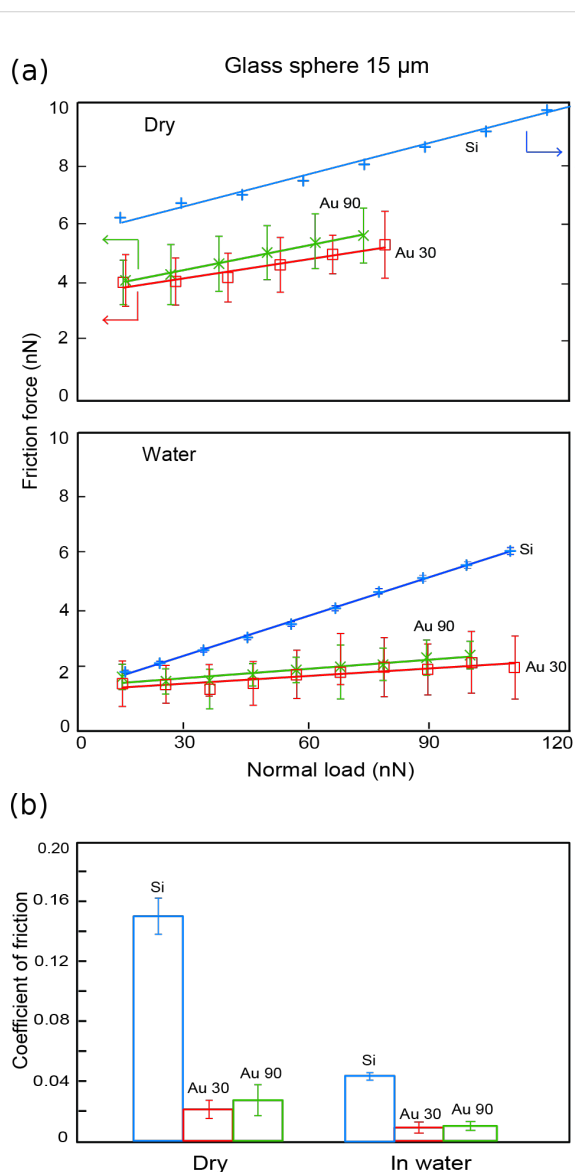 (a)
Glass sphere 15 µm
10
Dry
8
Si
6
Au 90
Au 30
4
2
0
Friction force (nN)
10
Water
8
6
Si
4
Au 90
2
Au 30
0
0 30 60 90 120
Normal load (nN)
(b)
0.20
Si
0.16
0.12
0.08
Si
Au 90
Au 30
0.04
Au 30
Au 90
0
Coefficient of friction
Dry In water